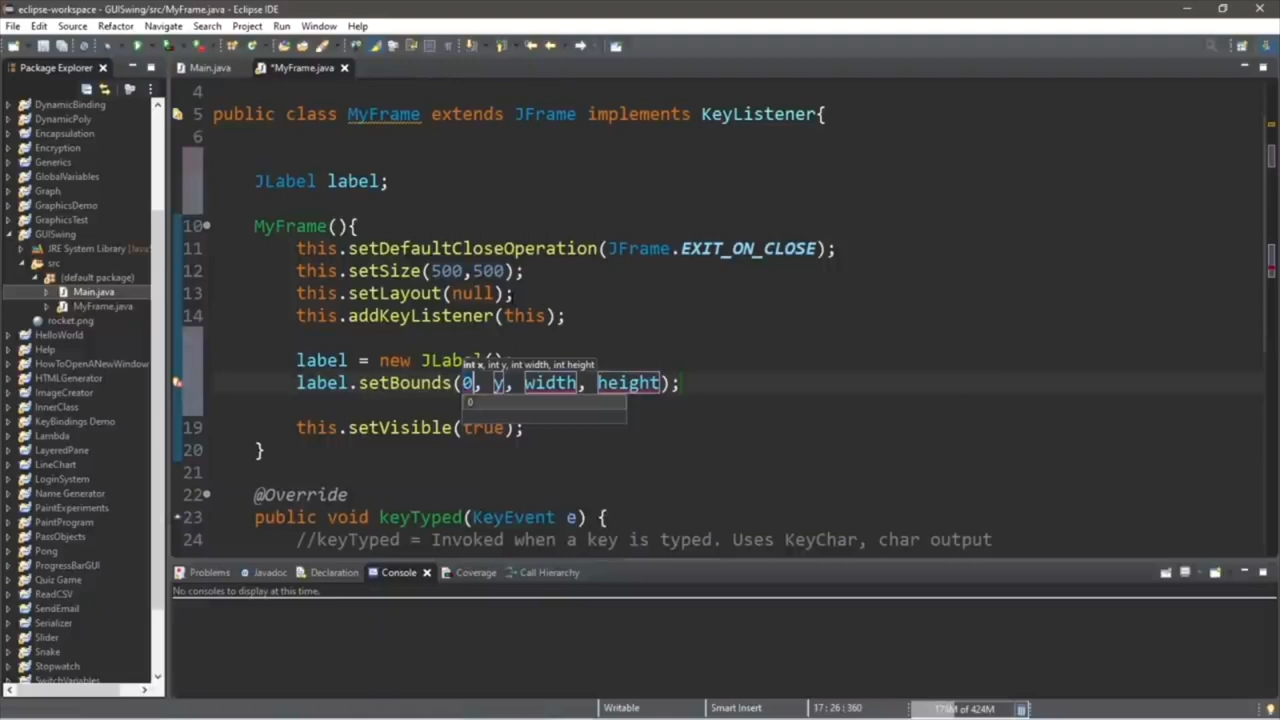 eclipse-workspace - GUISwing/src/MyFrame.java - Eclipse IDE
File Edit Source Refactor Navigate Search Project Run Window Help
Package Explorer
Main.java *MyFrame.java
DynamicBinding
DynamicPoly
Encapsulation
Encryption
Generics
GlobalVariables
Graph
GraphicsDemo
GraphicsTest
GUISwing
JRE System Library [Java
src
(default package)
Main.java
MyFrame.java
rocket.png
HelloWorld
Help
HowToOpenANewWindow
HTMLGenerator
ImageCreator
InnerClass
KeyBindings Demo
Lambda
LayeredPane
LineChart
LoginSystem
Name Generator
PaintExperiments
PaintProgram
PassObjects
Pong
ProgressBarGUI
Quiz Game
ReadCSV
SendEmail
Serializer
Slider
Snake
Stopwatch
4
5 public class MyFrame extends JFrame implements KeyListener{
6
JLabel label;
10 MyFrame(){
11 this.setDefaultCloseOperation(JFrame.EXIT_ON_CLOSE);
12 this.setSize(500,500);
13 this.setLayout(null);
14 this.addKeyListener(this);
label = new JLabel();
int x, int y, int width, int height
label.setBounds(0, y, width, height);
0
19 this.setVisible(true);
20 }
21
22 @Override
23 public void keyTyped(KeyEvent e) {
24 //keyTyped = Invoked when a key is typed. Uses KeyChar, char output
Problems Javadoc Declaration Console Coverage Call Hierarchy
No consoles to display at this time.
Writable Smart Insert 17 : 26 : 360 of 424M